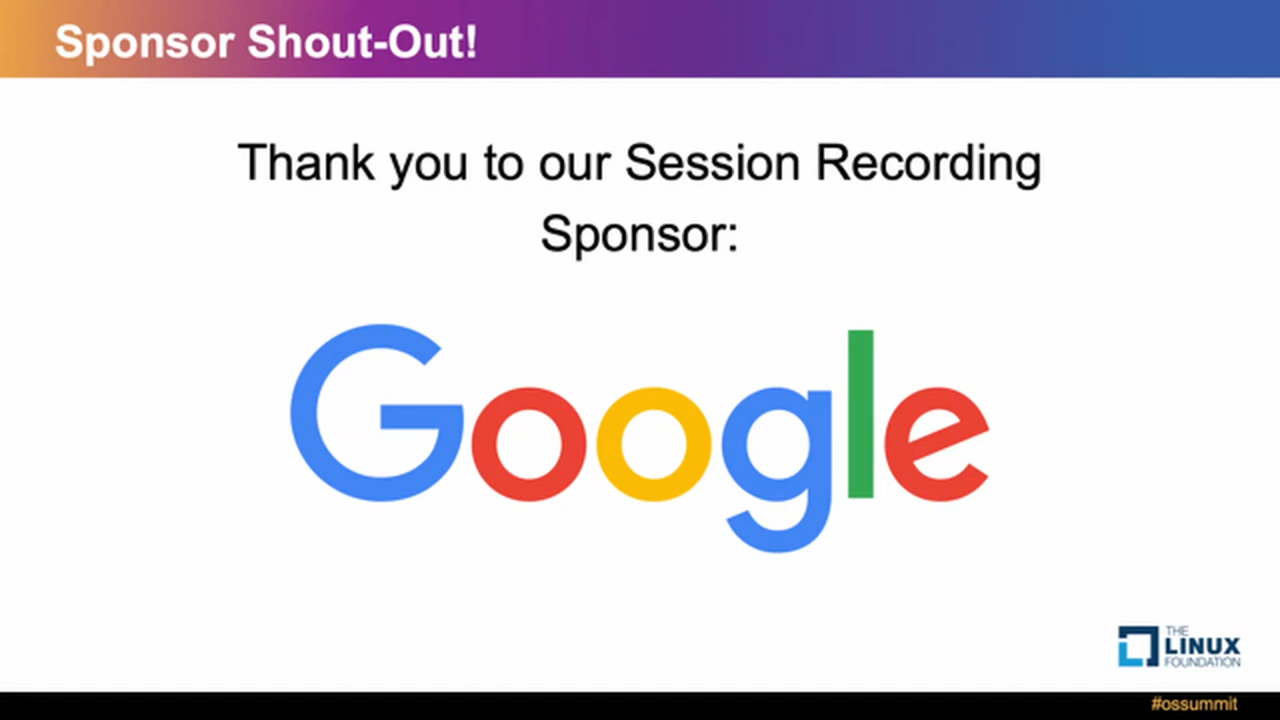 Sponsor Shout-Out!
Thank you to our Session Recording
Sponsor:
Google
THE
LINUX
FOUNDATION
#ossummit